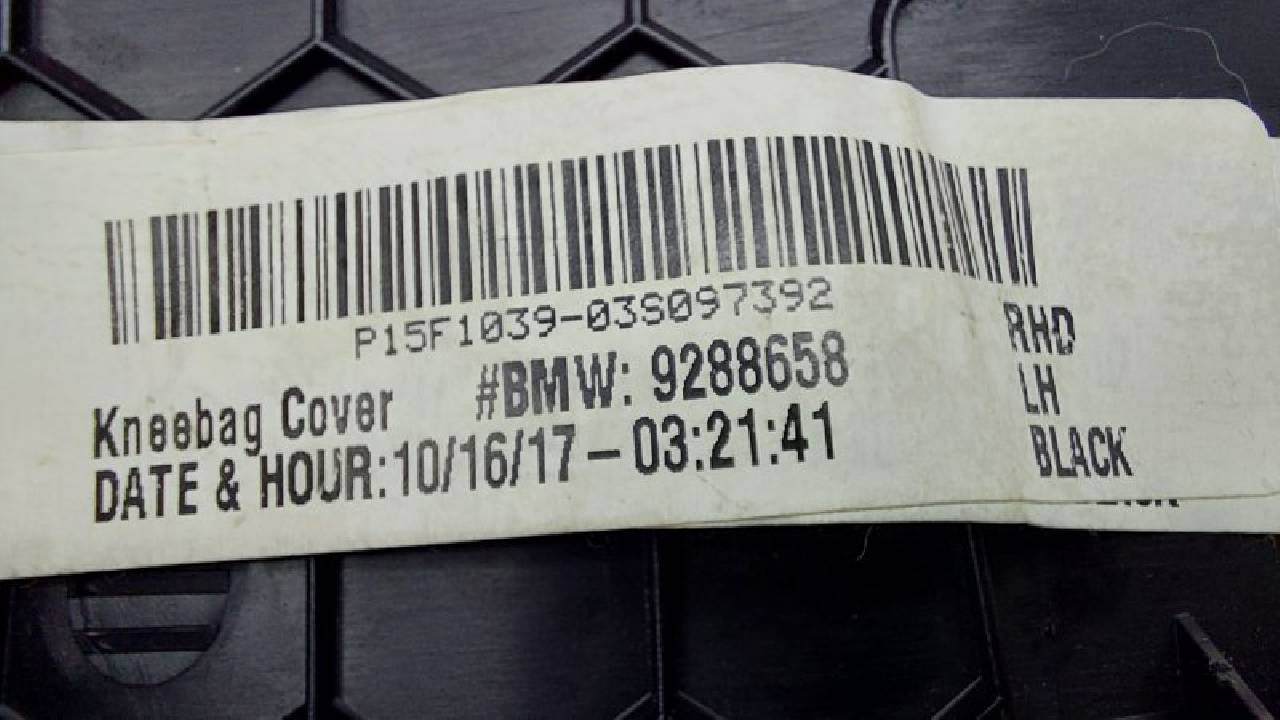 P15F1039-03S097392
Kneebag Cover #BMW: 9288658
DATE & HOUR:10/16/17-03:21:41
RHD
LH
BLACK